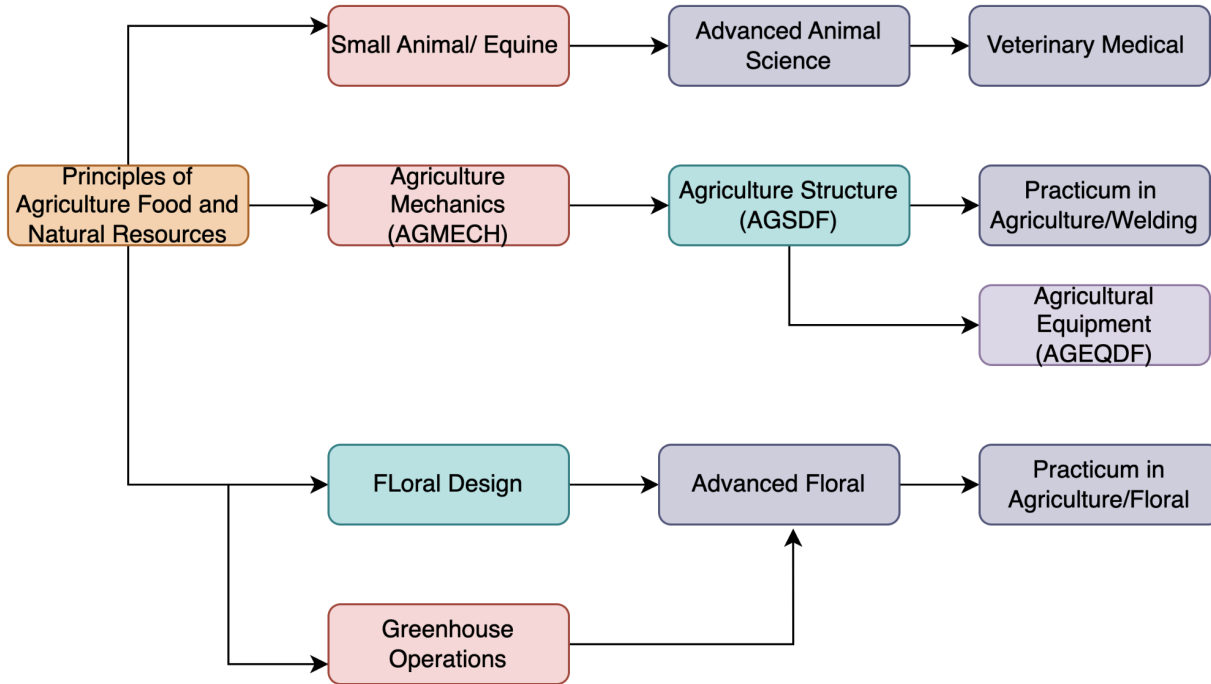 Small Animal/ Equine
Advanced Animal
Science
Veterinary Medical
Principles of
Agriculture Food and
Natural Resources
Agriculture
Mechanics
(AGMECH)
Agriculture Structure
(AGSDF)
Practicum in
Agriculture/Welding
Agricultural
Equipment
(AGEQDF)
FLoral Design
Advanced Floral
Practicum in
Agriculture/Floral
Greenhouse
Operations